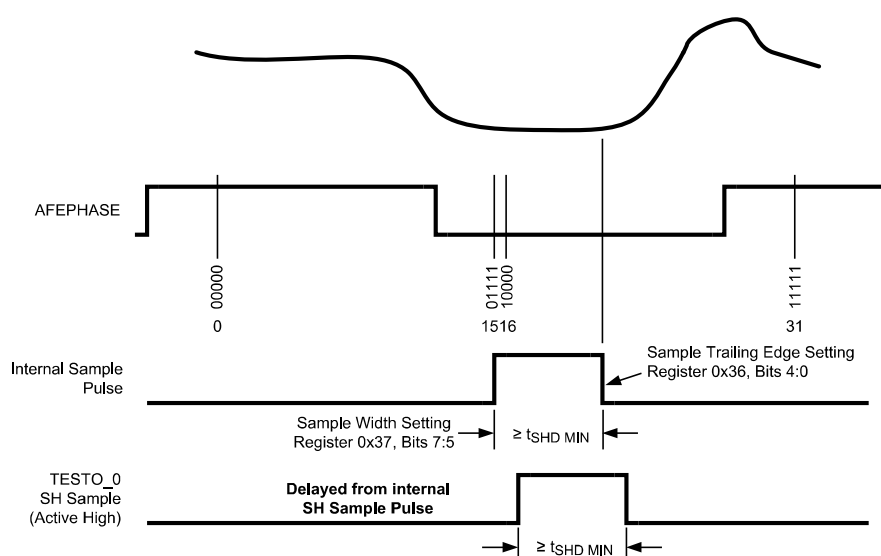 AFEPHASE
00000
01111
10000
11111
0
1516
31
Internal Sample
Pulse
Sample Trailing Edge Setting
Register 0x36, Bits 4:0
Sample Width Setting
Register 0x37, Bits 7:5
≥ tSHD MIN
TESTO_0
SH Sample
(Active High)
Delayed from internal
SH Sample Pulse
≥ tSHD MIN